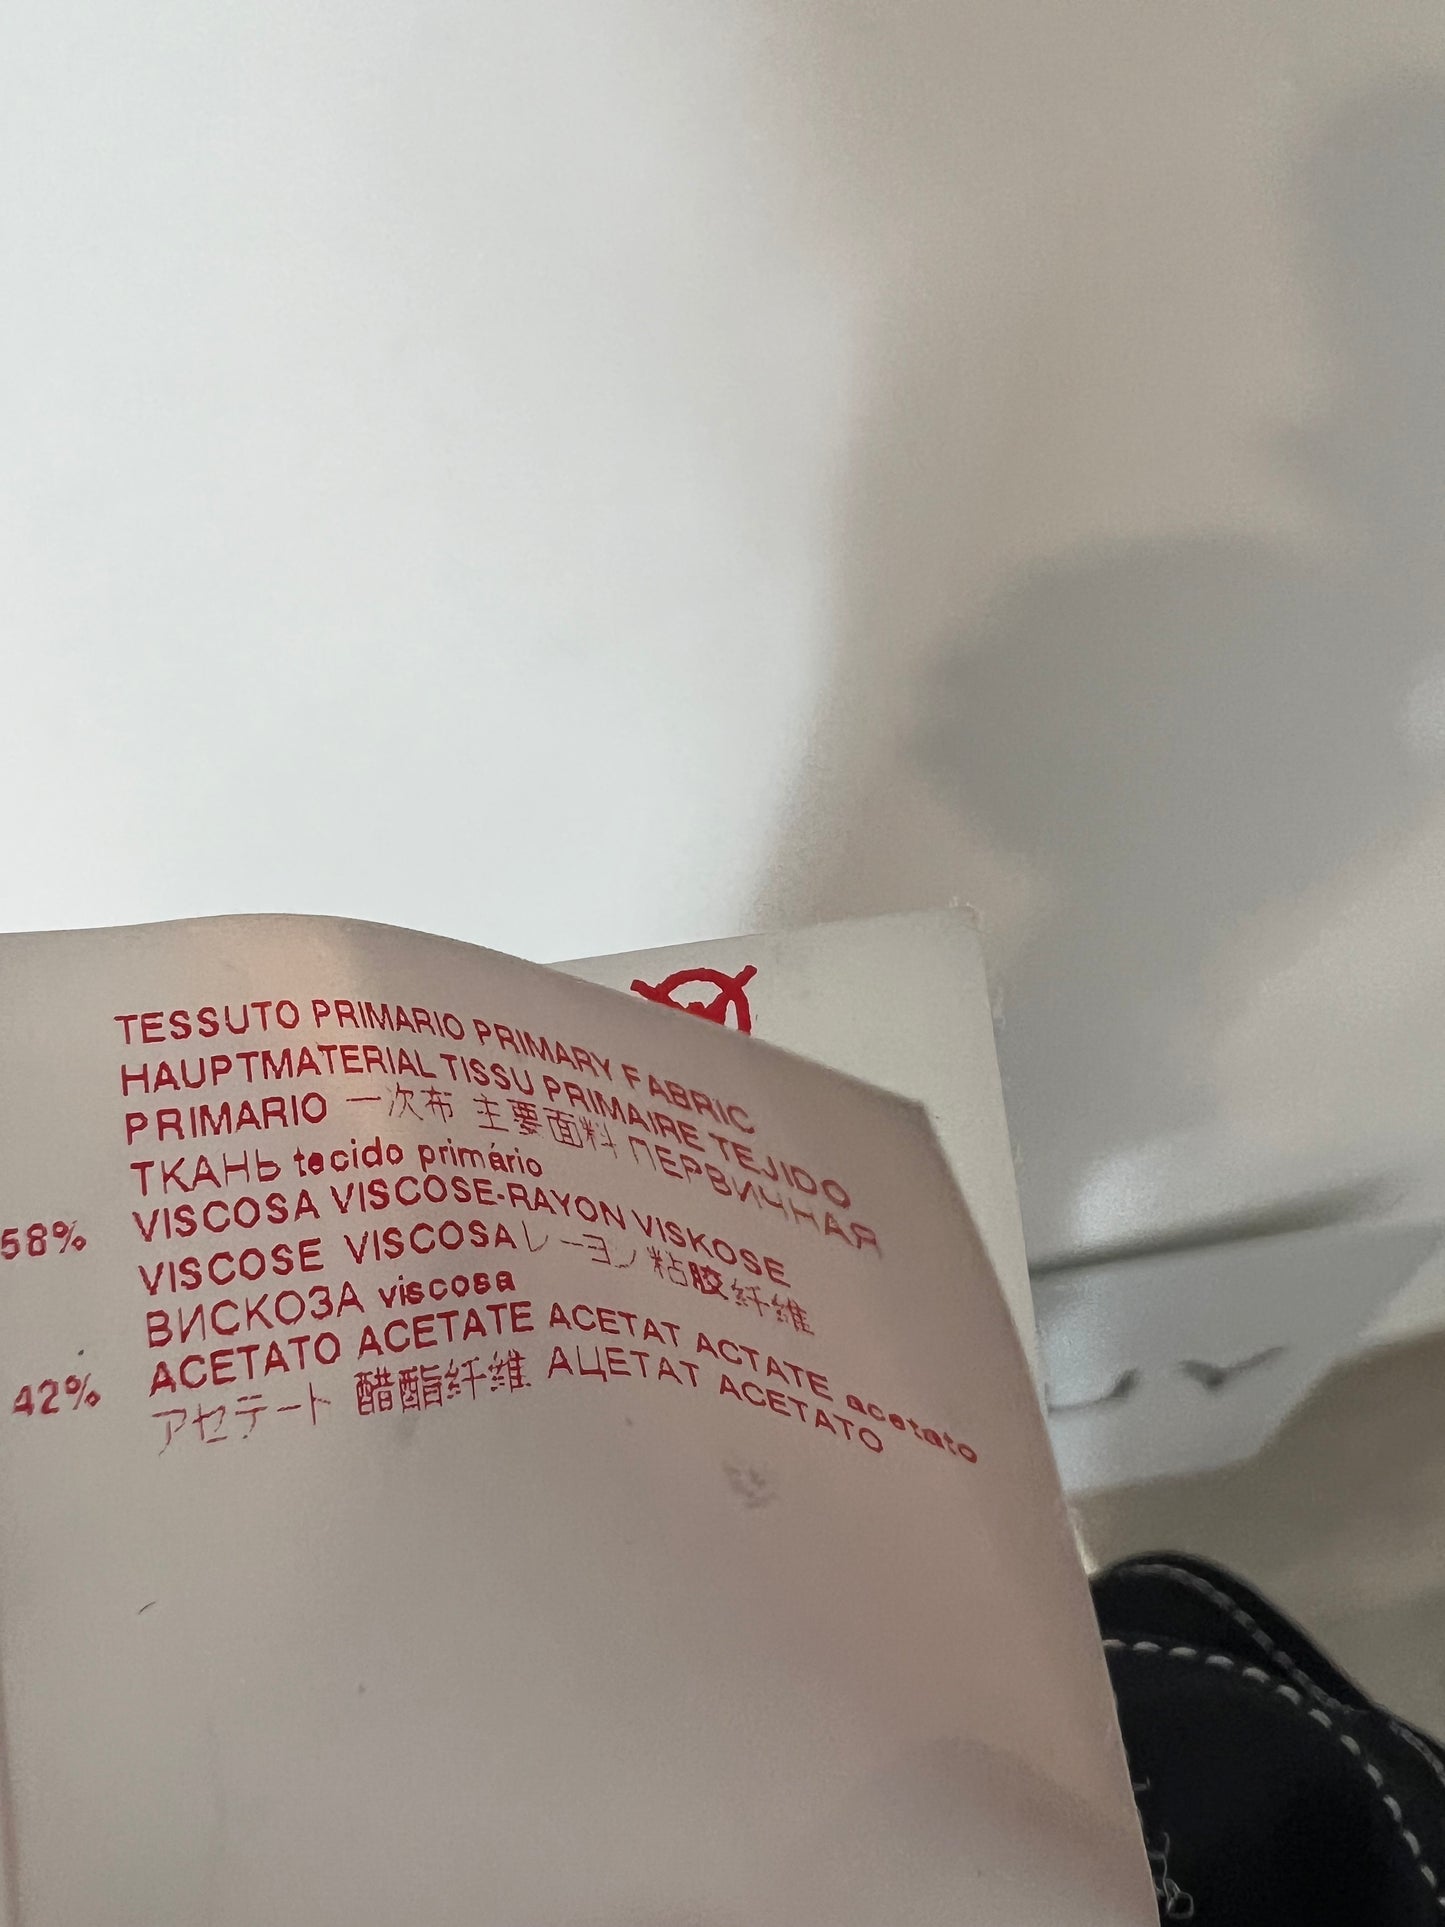 TESSUTO PRIMARIO PRIMARY FABRIC
HAUPTMATERIAL TISSU PRIMAIRE TEJIDO
PRIMARIO 一次布 主要面料 ПЕРВИЧНАЯ
ТКАНЬ tecido primário
58% VISCOSA VISCOSE-RAYON VISKOSE
VISCOSE VISCOSA レーヨン 粘胶纤维
ВИСКОЗА viscosa
42% ACETATO ACETATE ACETAT ACTATE acetato
アセテート 醋酯纤维 АЦЕТАТ ACETATO